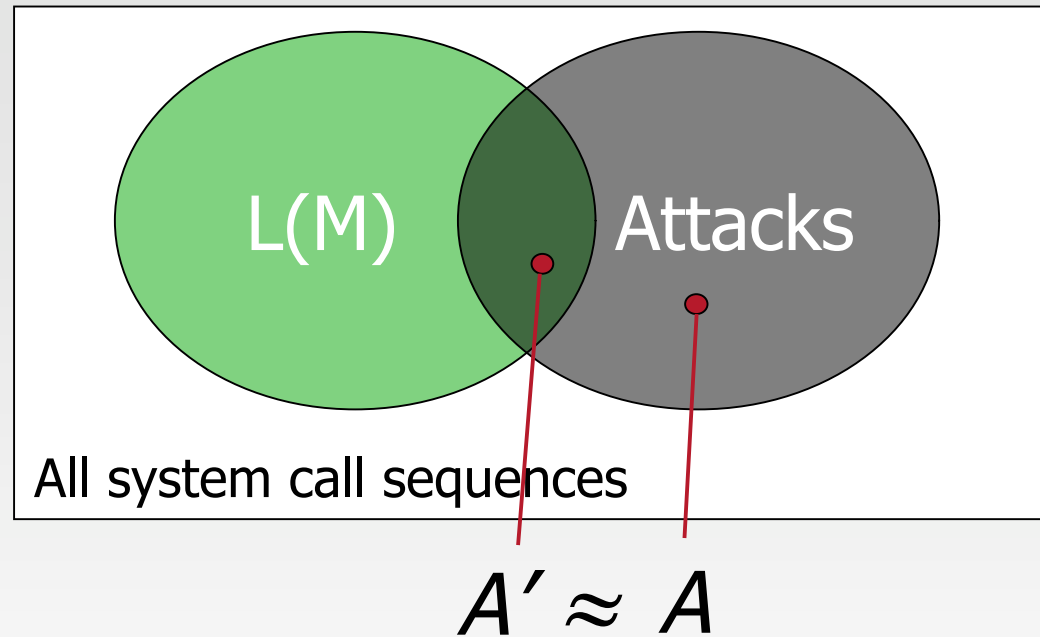 L(M) Attacks
All system call sequences
A′ ≈ A